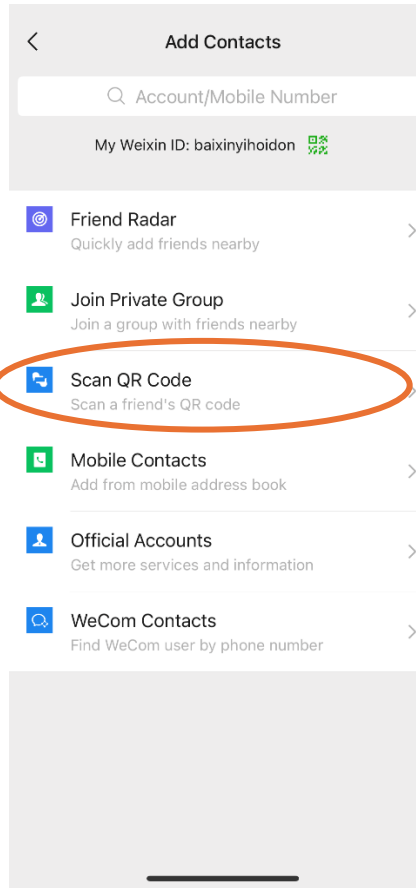 Add Contacts
Account/Mobile Number
My Weixin ID: baixinyihoidon
Friend Radar
Quickly add friends nearby
Join Private Group
Join a group with friends nearby
Scan QR Code
Scan a friend's QR code
Mobile Contacts
Add from mobile address book
Official Accounts
Get more services and information
WeCom Contacts
Find WeCom user by phone number